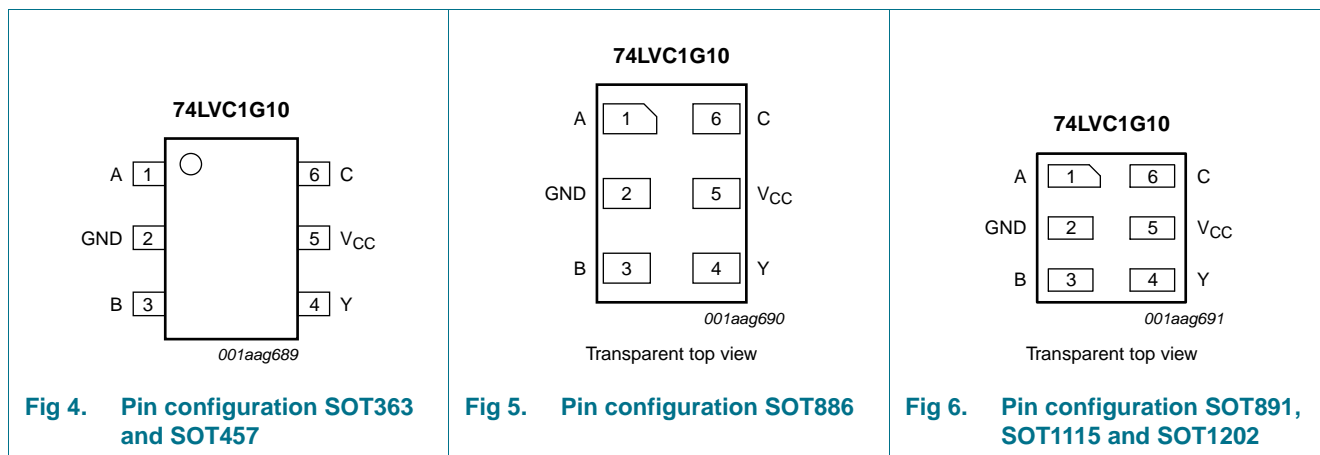 74LVC1G10
A 1 6 C
GND 2 5 VCC
B 3 4 Y
001aag689
Fig 4. Pin configuration SOT363
and SOT457
74LVC1G10
A 1 6 C
GND 2 5 VCC
B 3 4 Y
001aag690
Transparent top view
Fig 5. Pin configuration SOT886
74LVC1G10
A 1 6 C
GND 2 5 VCC
B 3 4 Y
001aag691
Transparent top view
Fig 6. Pin configuration SOT891,
SOT1115 and SOT1202